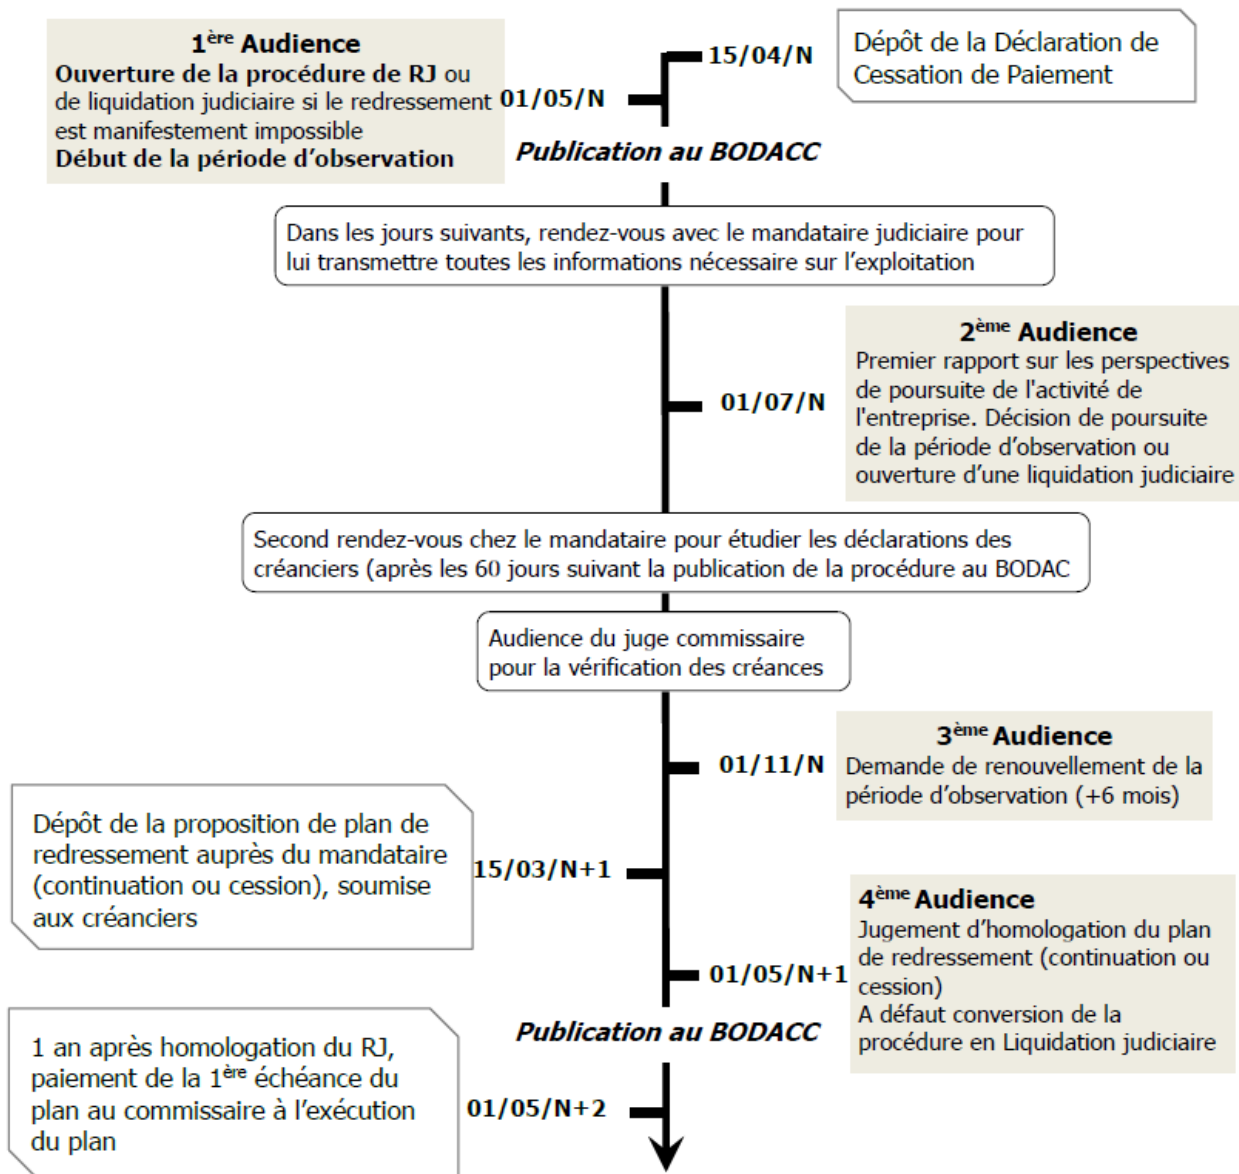 15/04/N
Dépôt de la Déclaration de
Cessation de Paiement
1ère Audience
Ouverture de la procédure de RJ ou
de liquidation judiciaire si le redressement
est manifestement impossible
Début de la période d’observation
01/05/N
Publication au BODACC
Dans les jours suivants, rendez-vous avec le mandataire judiciaire pour
lui transmettre toutes les informations nécessaire sur l’exploitation
01/07/N
2ème Audience
Premier rapport sur les perspectives
de poursuite de l'activité de
l'entreprise. Décision de poursuite
de la période d’observation ou
ouverture d’une liquidation judiciaire
Second rendez-vous chez le mandataire pour étudier les déclarations des
créanciers (après les 60 jours suivant la publication de la procédure au BODAC
Audience du juge commissaire
pour la vérification des créances
01/11/N
3ème Audience
Demande de renouvellement de la
période d’observation (+6 mois)
Dépôt de la proposition de plan de
redressement auprès du mandataire
(continuation ou cession), soumise
aux créanciers
15/03/N+1
01/05/N+1
4ème Audience
Jugement d’homologation du plan
de redressement (continuation ou
cession)
A défaut conversion de la
procédure en Liquidation judiciaire
Publication au BODACC
1 an après homologation du RJ,
paiement de la 1ère échéance du
plan au commissaire à l’exécution
du plan
01/05/N+2